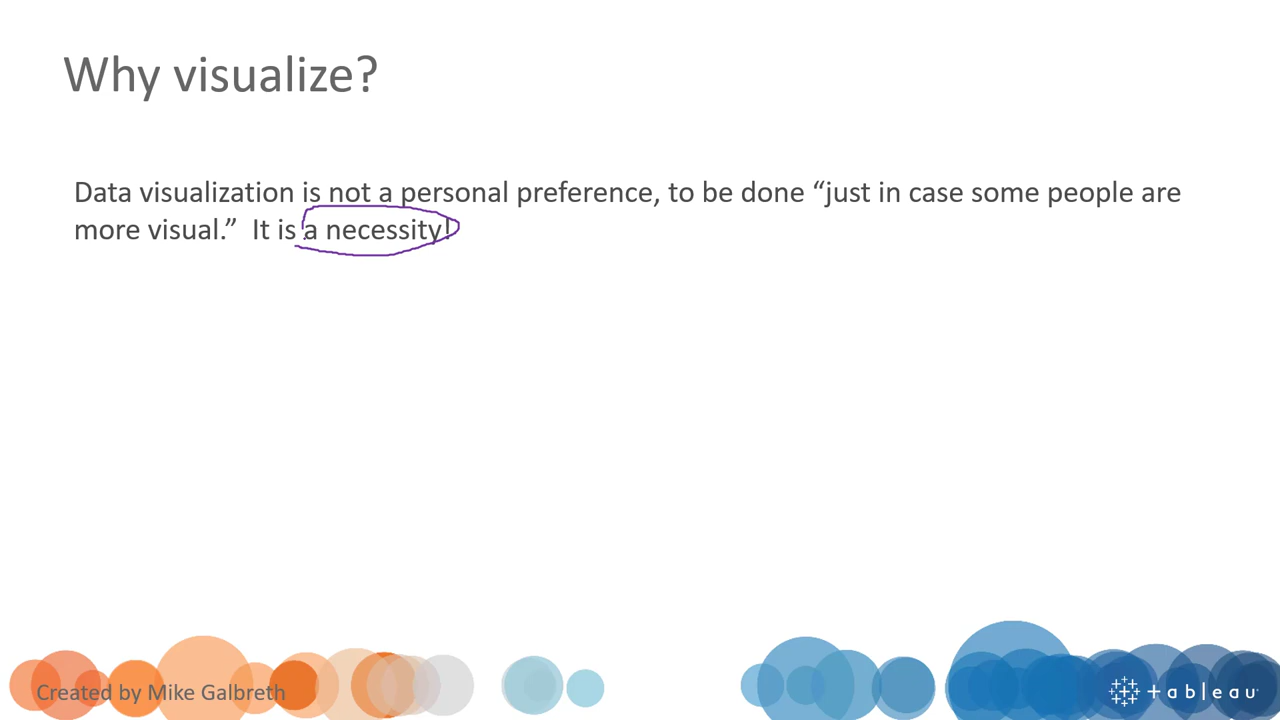 Why visualize?
Data visualization is not a personal preference, to be done “just in case some people are
more visual.”  It is a necessity!
Created by Mike Galbreth
tableau